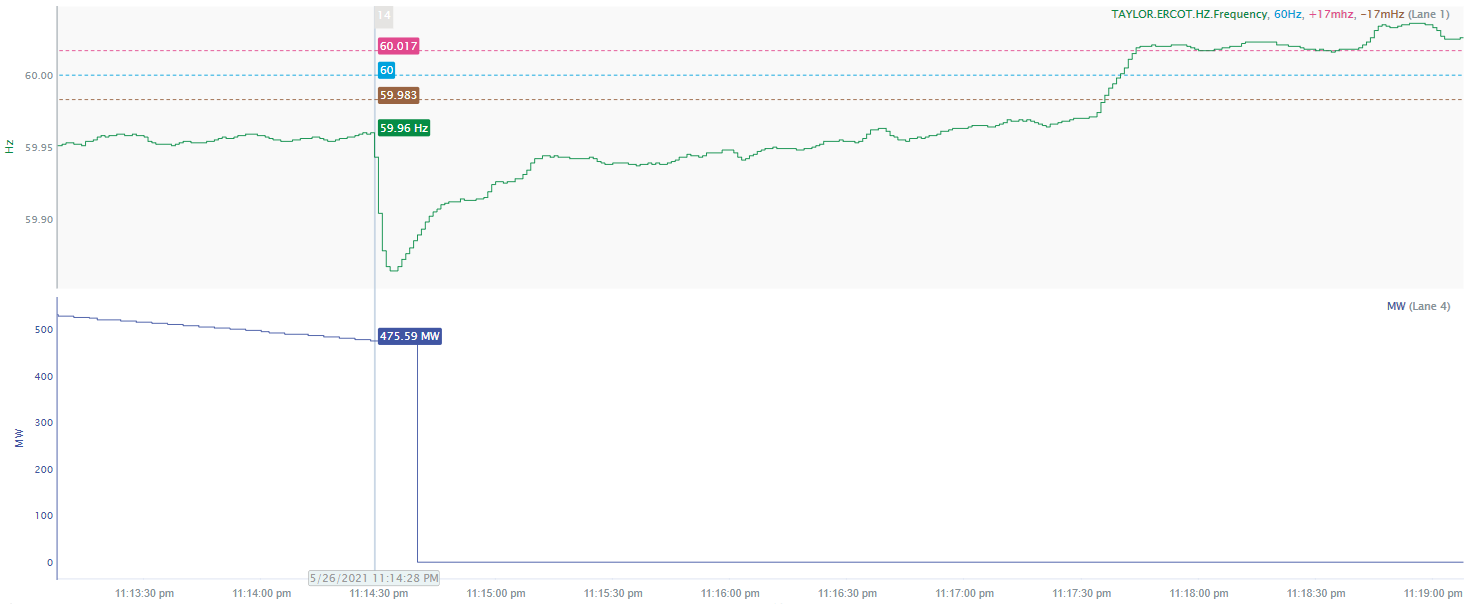 14
TAYLOR.ERCOT.HZ.Frequency, 60Hz, +17mhz, -17mHz (Lane 1)
60.017
60
60.00
59.983
59.96 Hz
59.95
Hz
59.90
MW (Lane 4)
500
475.59 MW
400
300
MW
200
100
0
5/26/2021 11:14:28 PM
11:13:30 pm 11:14:00 pm 11:14:30 pm 11:15:00 pm 11:15:30 pm 11:16:00 pm 11:16:30 pm 11:17:00 pm 11:17:30 pm 11:18:00 pm 11:18:30 pm 11:19:00 pm